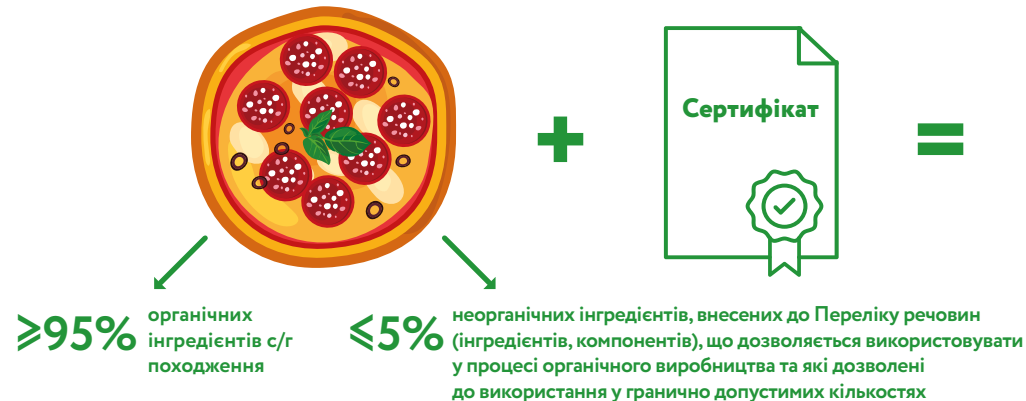 Сертифікат
≥95% органічних
інгредієнтів с/г
походження
≤5% неорганічних інгредієнтів, внесених до Переліку речовин
(інгредієнтів, компонентів), що дозволяється використовувати
у процесі органічного виробництва та які дозволені
до використання у гранично допустимих кількостях